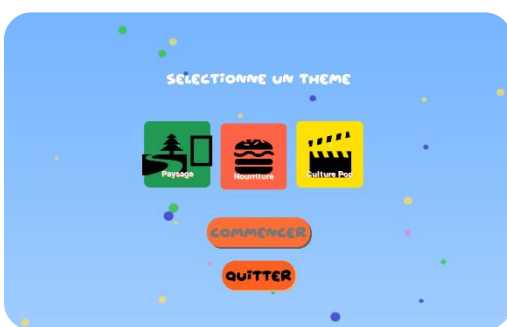 SELECTIONNE UN THEME
Paysage
Nourriture
Culture Pop
COMMENCER
QUITTER